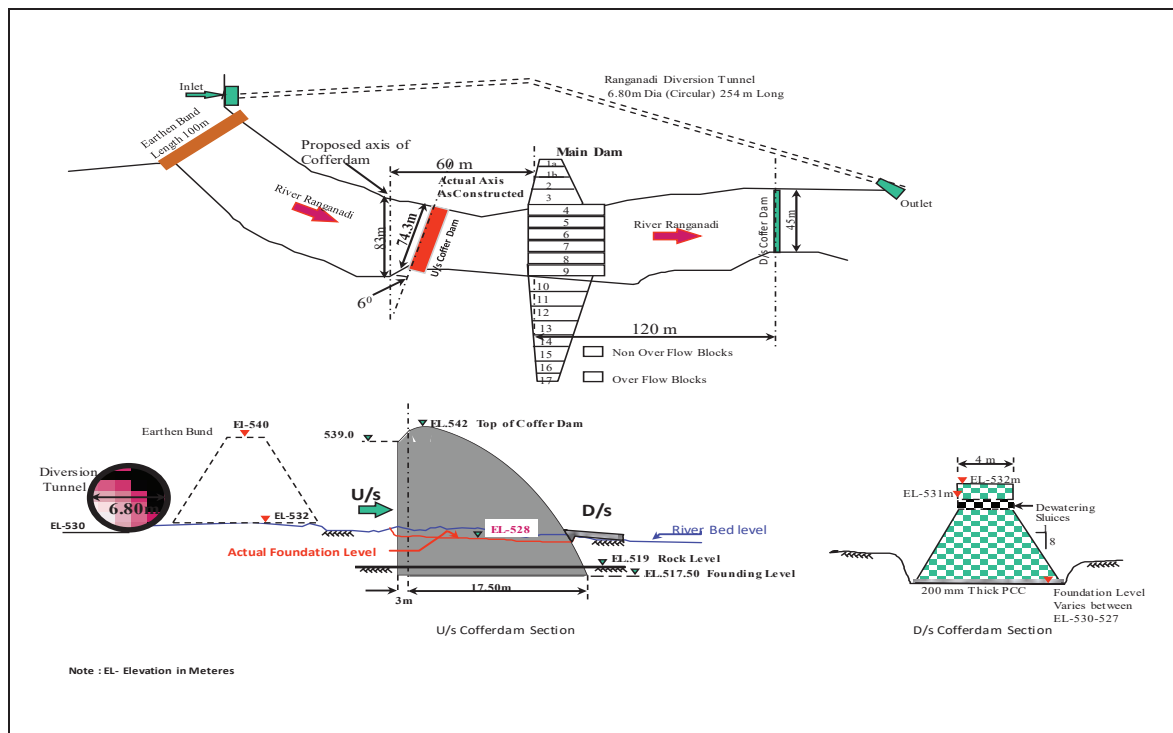 Inlet
Ranganadi Diversion Tunnel
6.80m Dia (Circular) 254 m Long
Earthen Bund
Length 100m
Proposed axis of
Cofferdam
60 m
Main Dam
Actual Axis
AsConstructed
1a
1b
2
3
4
5
6
7
8
9
10
11
12
13
14
15
16
17
River Ranganadi
83m
74.3m
U/s Coffer Dam
6⁰
River Ranganadi
D/s Coffer Dam
45m
Outlet
120 m
Non Over Flow Blocks
Over Flow Blocks
El-540
Earthen Bund
Diversion
Tunnel
6.80m
EL-530
EL-532
539.0
EL.542 Top of Coffer Dam
U/s
D/s
EL-528
Actual Foundation Level
River Bed level
EL.519 Rock Level
EL.517.50 Founding Level
3m
17.50m
U/s Cofferdam Section
4 m
EL-532m
EL-531m
Dewatering
Sluices
8
200 mm Thick PCC
Foundation Level
Varies between
EL-530-527
D/s Cofferdam Section
Note : EL- Elevation in Meteres